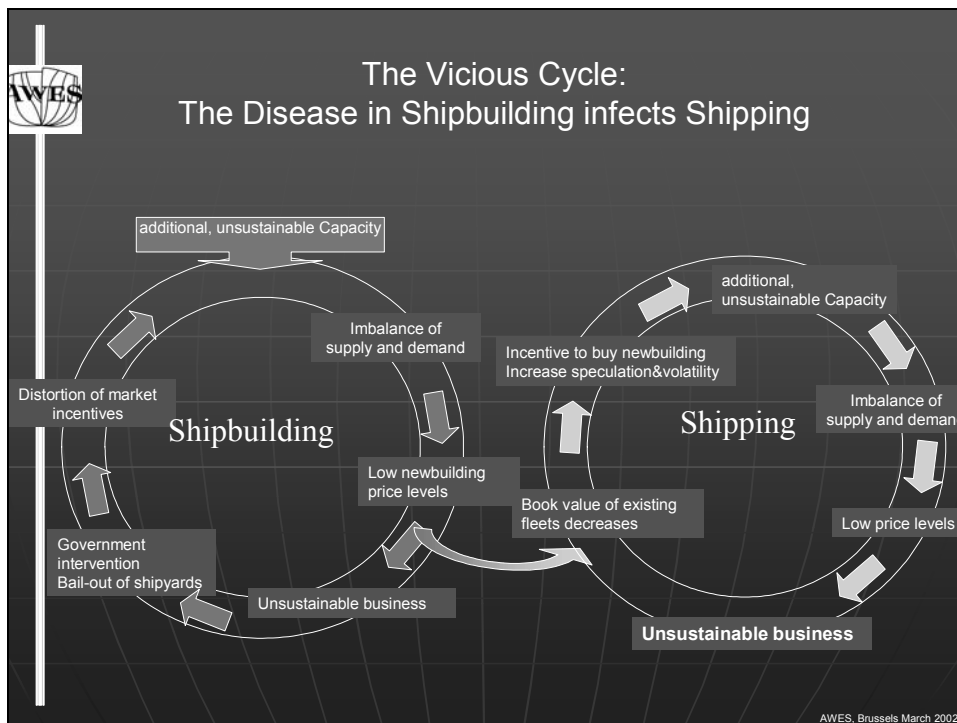 AWES
The Vicious Cycle:
The Disease in Shipbuilding infects Shipping
additional, unsustainable Capacity
Imbalance of
supply and demand
Low newbuilding
price levels
Unsustainable business
Government
intervention
Bail-out of shipyards
Distortion of market
incentives
Shipbuilding
additional,
unsustainable Capacity
Imbalance of
supply and demand
Low price levels
Unsustainable business
Book value of existing
fleets decreases
Incentive to buy newbuilding
Increase speculation&volatility
Shipping
AWES, Brussels March 2002